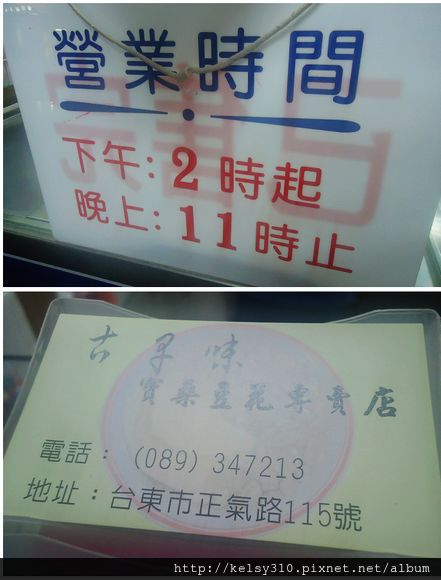 營業時間
下午: 2 時起
晚上: 11 時止
古早味
寶桑豆花專賣店
電話: (089) 347213
地址: 台東市正氣路115號
http://kelsy310.pixnet.net/album